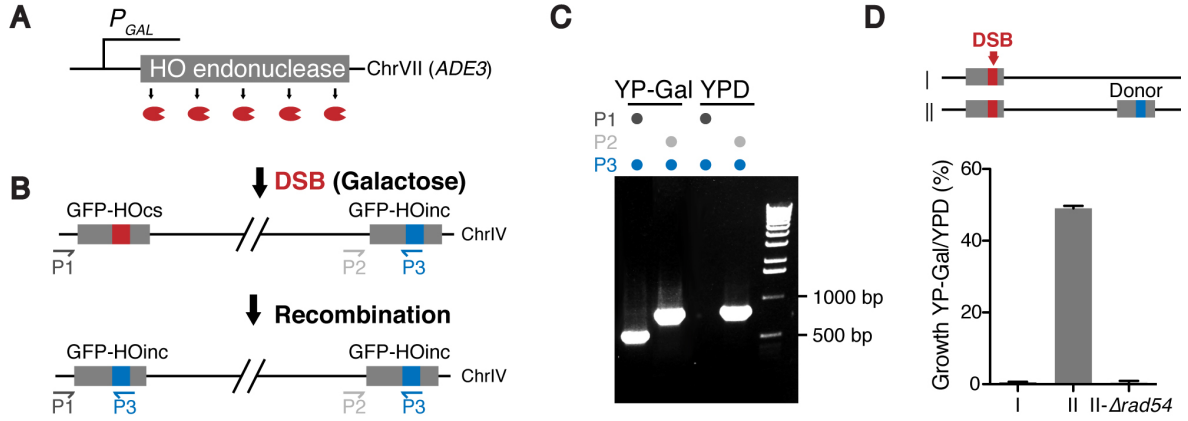 A
P GAL
HO endonuclease
ChrVII (ADE3)
B
DSB (Galactose)
GFP-HOcs
GFP-HOinc
ChrIV
P1
P2
P3
Recombination
GFP-HOinc
GFP-HOinc
ChrIV
P1
P3
P2
P3
C
YP-Gal YPD
P1
P2
P3
1000 bp
500 bp
D
DSB
I
Donor
II
Growth YP-Gal/YPD (%)
60
40
20
0
I II II-Δrad54